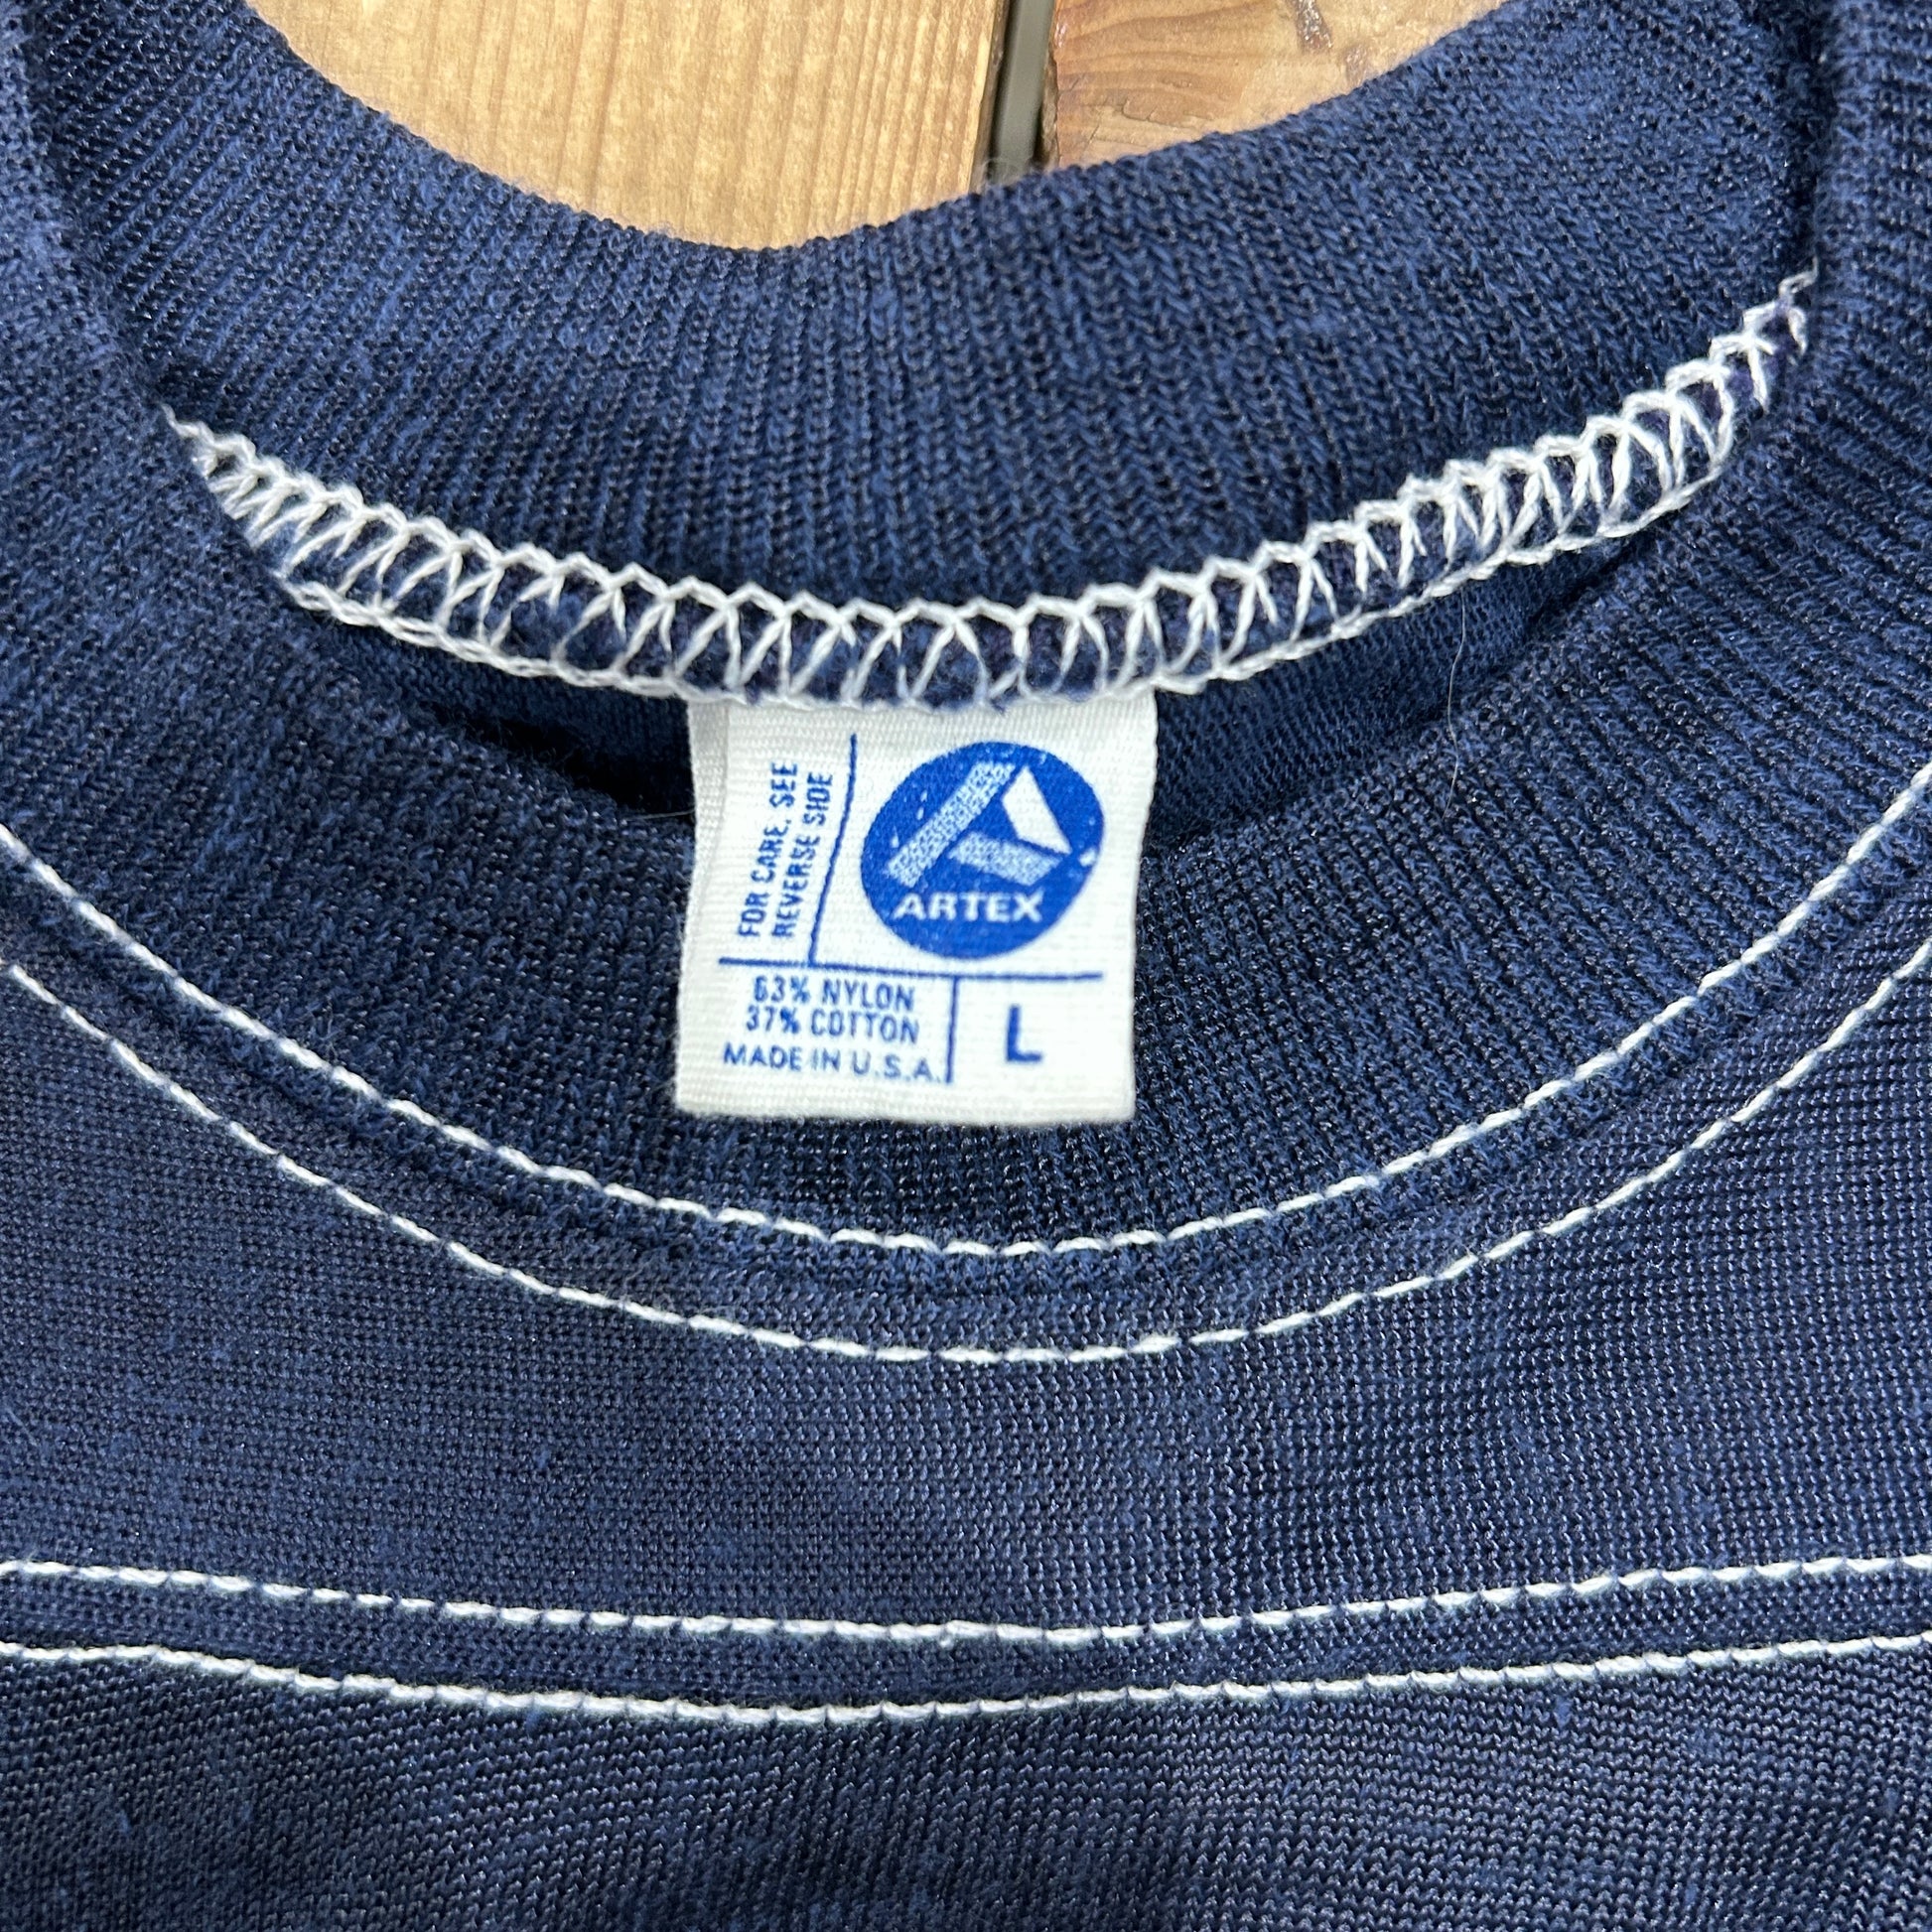 FOR CARE, SEE
REVERSE SIDE
ARTEX
63% NYLON
37% COTTON
MADE IN U.S.A.
L